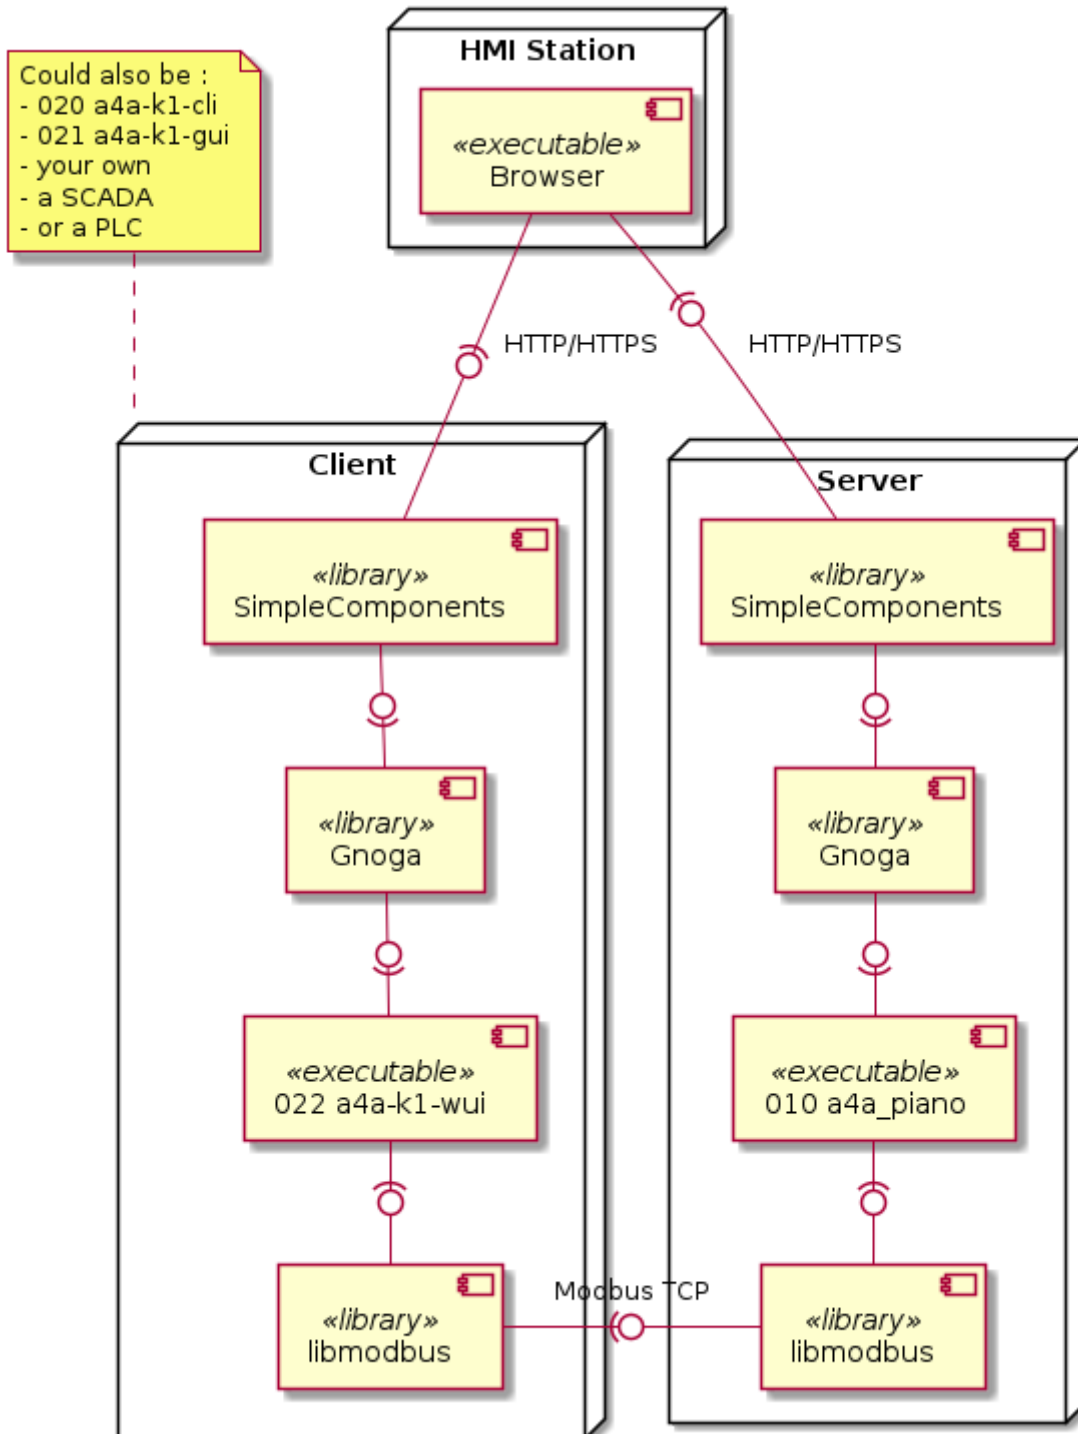 Could also be :
- 020 a4a-k1-cli
- 021 a4a-k1-gui
- your own
- a SCADA
- or a PLC
HMI Station
«executable»
Browser
HTTP/HTTPS
HTTP/HTTPS
Client
«library»
SimpleComponents
«library»
Gnoga
«executable»
022 a4a-k1-wui
«library»
libmodbus
Modbus TCP
Server
«library»
SimpleComponents
«library»
Gnoga
«executable»
010 a4a_piano
«library»
libmodbus